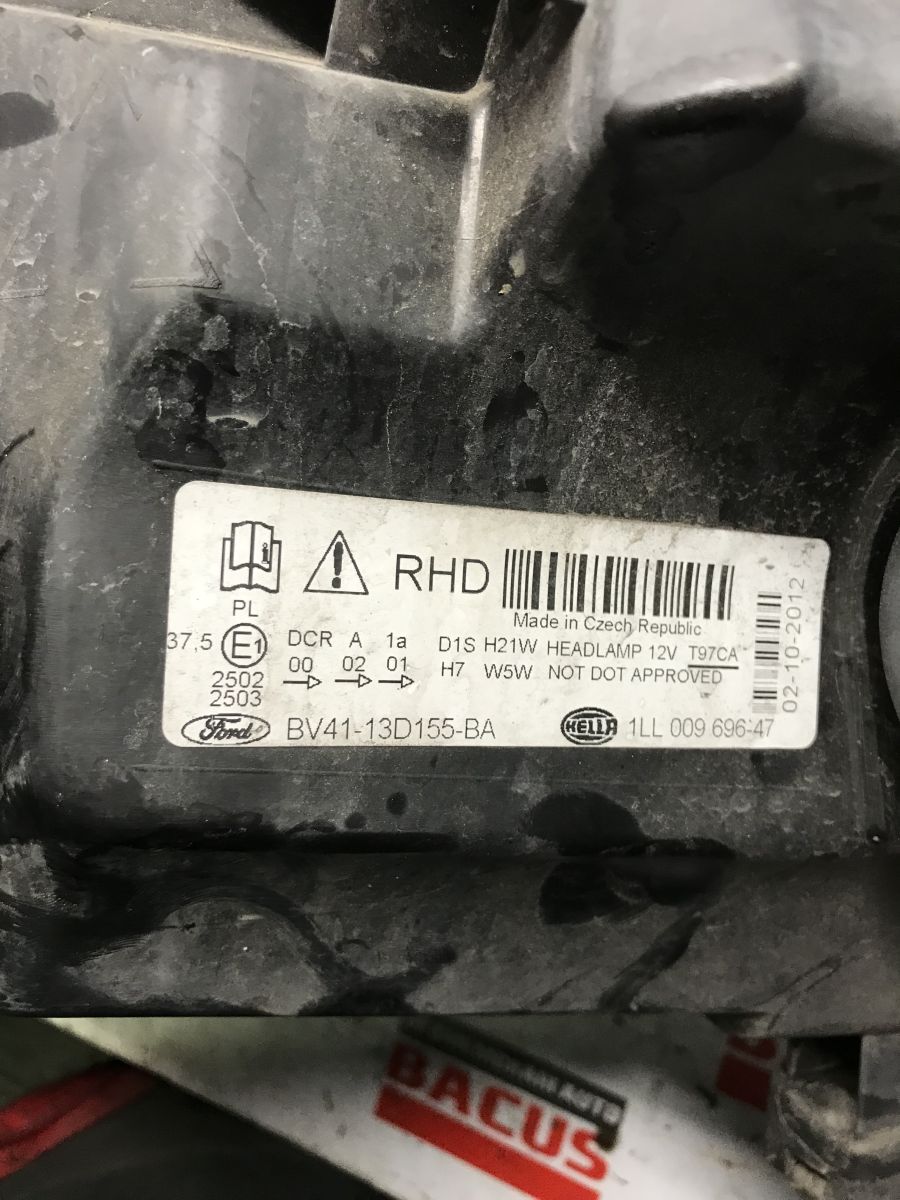 RHD
Made in Czech Republic
PL
37,5 E1 DCR A 1a D1S H21W HEADLAMP 12V T97CA
00 02 01 H7 W5W NOT DOT APPROVED
2502
2503
Ford BV41-13D155-BA HELLA 1LL 009 696-47
02-10-2012
BACUS